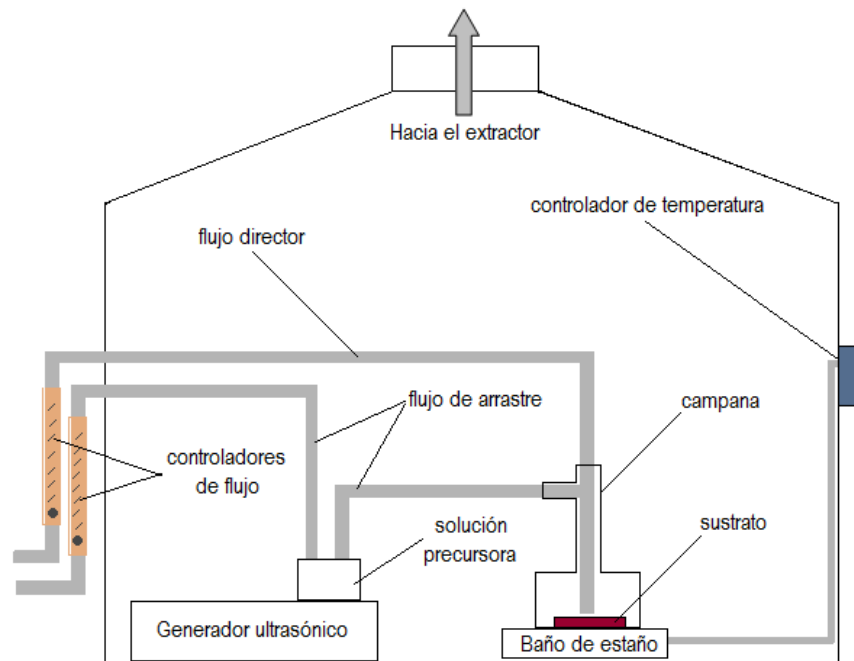 Hacia el extractor
controlador de temperatura
flujo director
flujo de arrastre
campana
controladores
de flujo
solución
precursora
sustrato
Generador ultrasónico
Baño de estaño